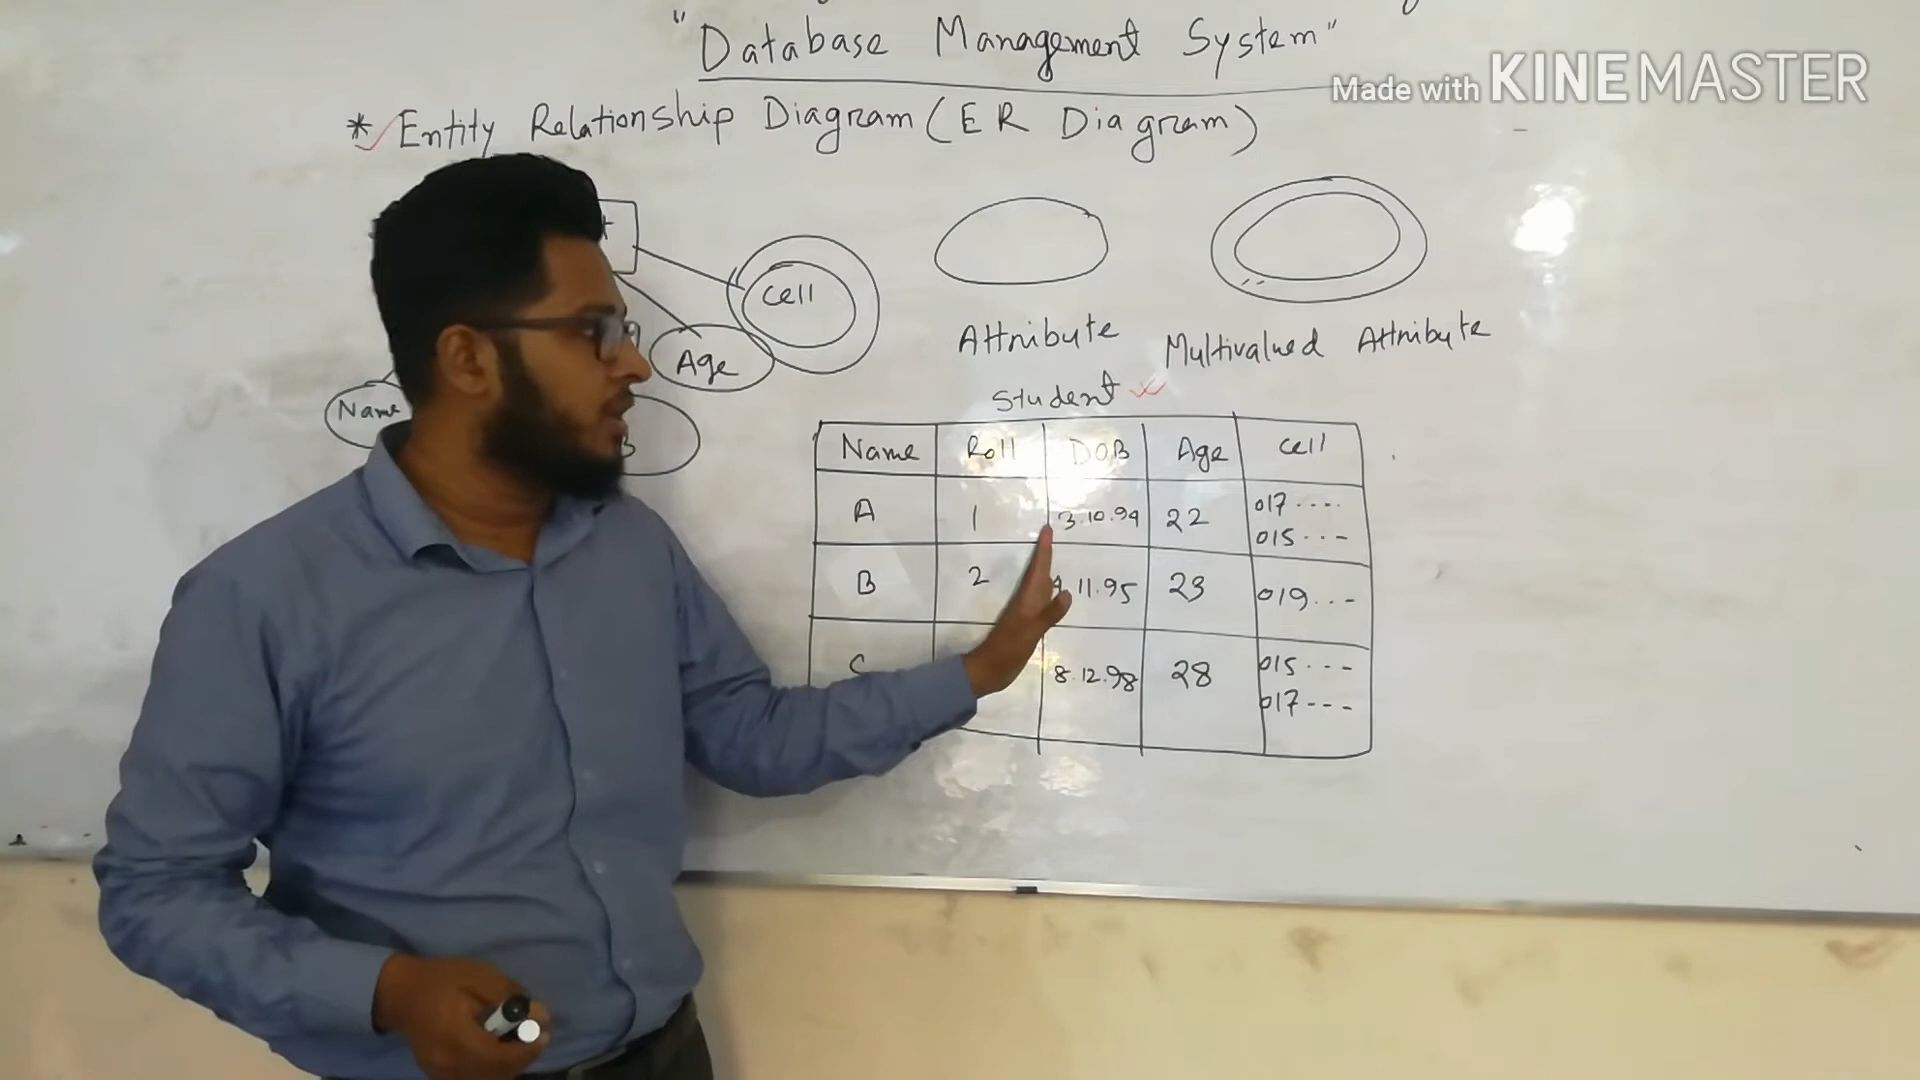 "Database Management System"
Made with KINEMASTER
* Entity Relationship Diagram (ER Diagram)
Cell
Age
Name
Attribute
Multivalued Attribute
Student
Name Roll DOB Age Cell
A 1 3.10.94 22 017....
015...-
B 2 11.95 23 019...-
C 8.12.98 28 015---
017---